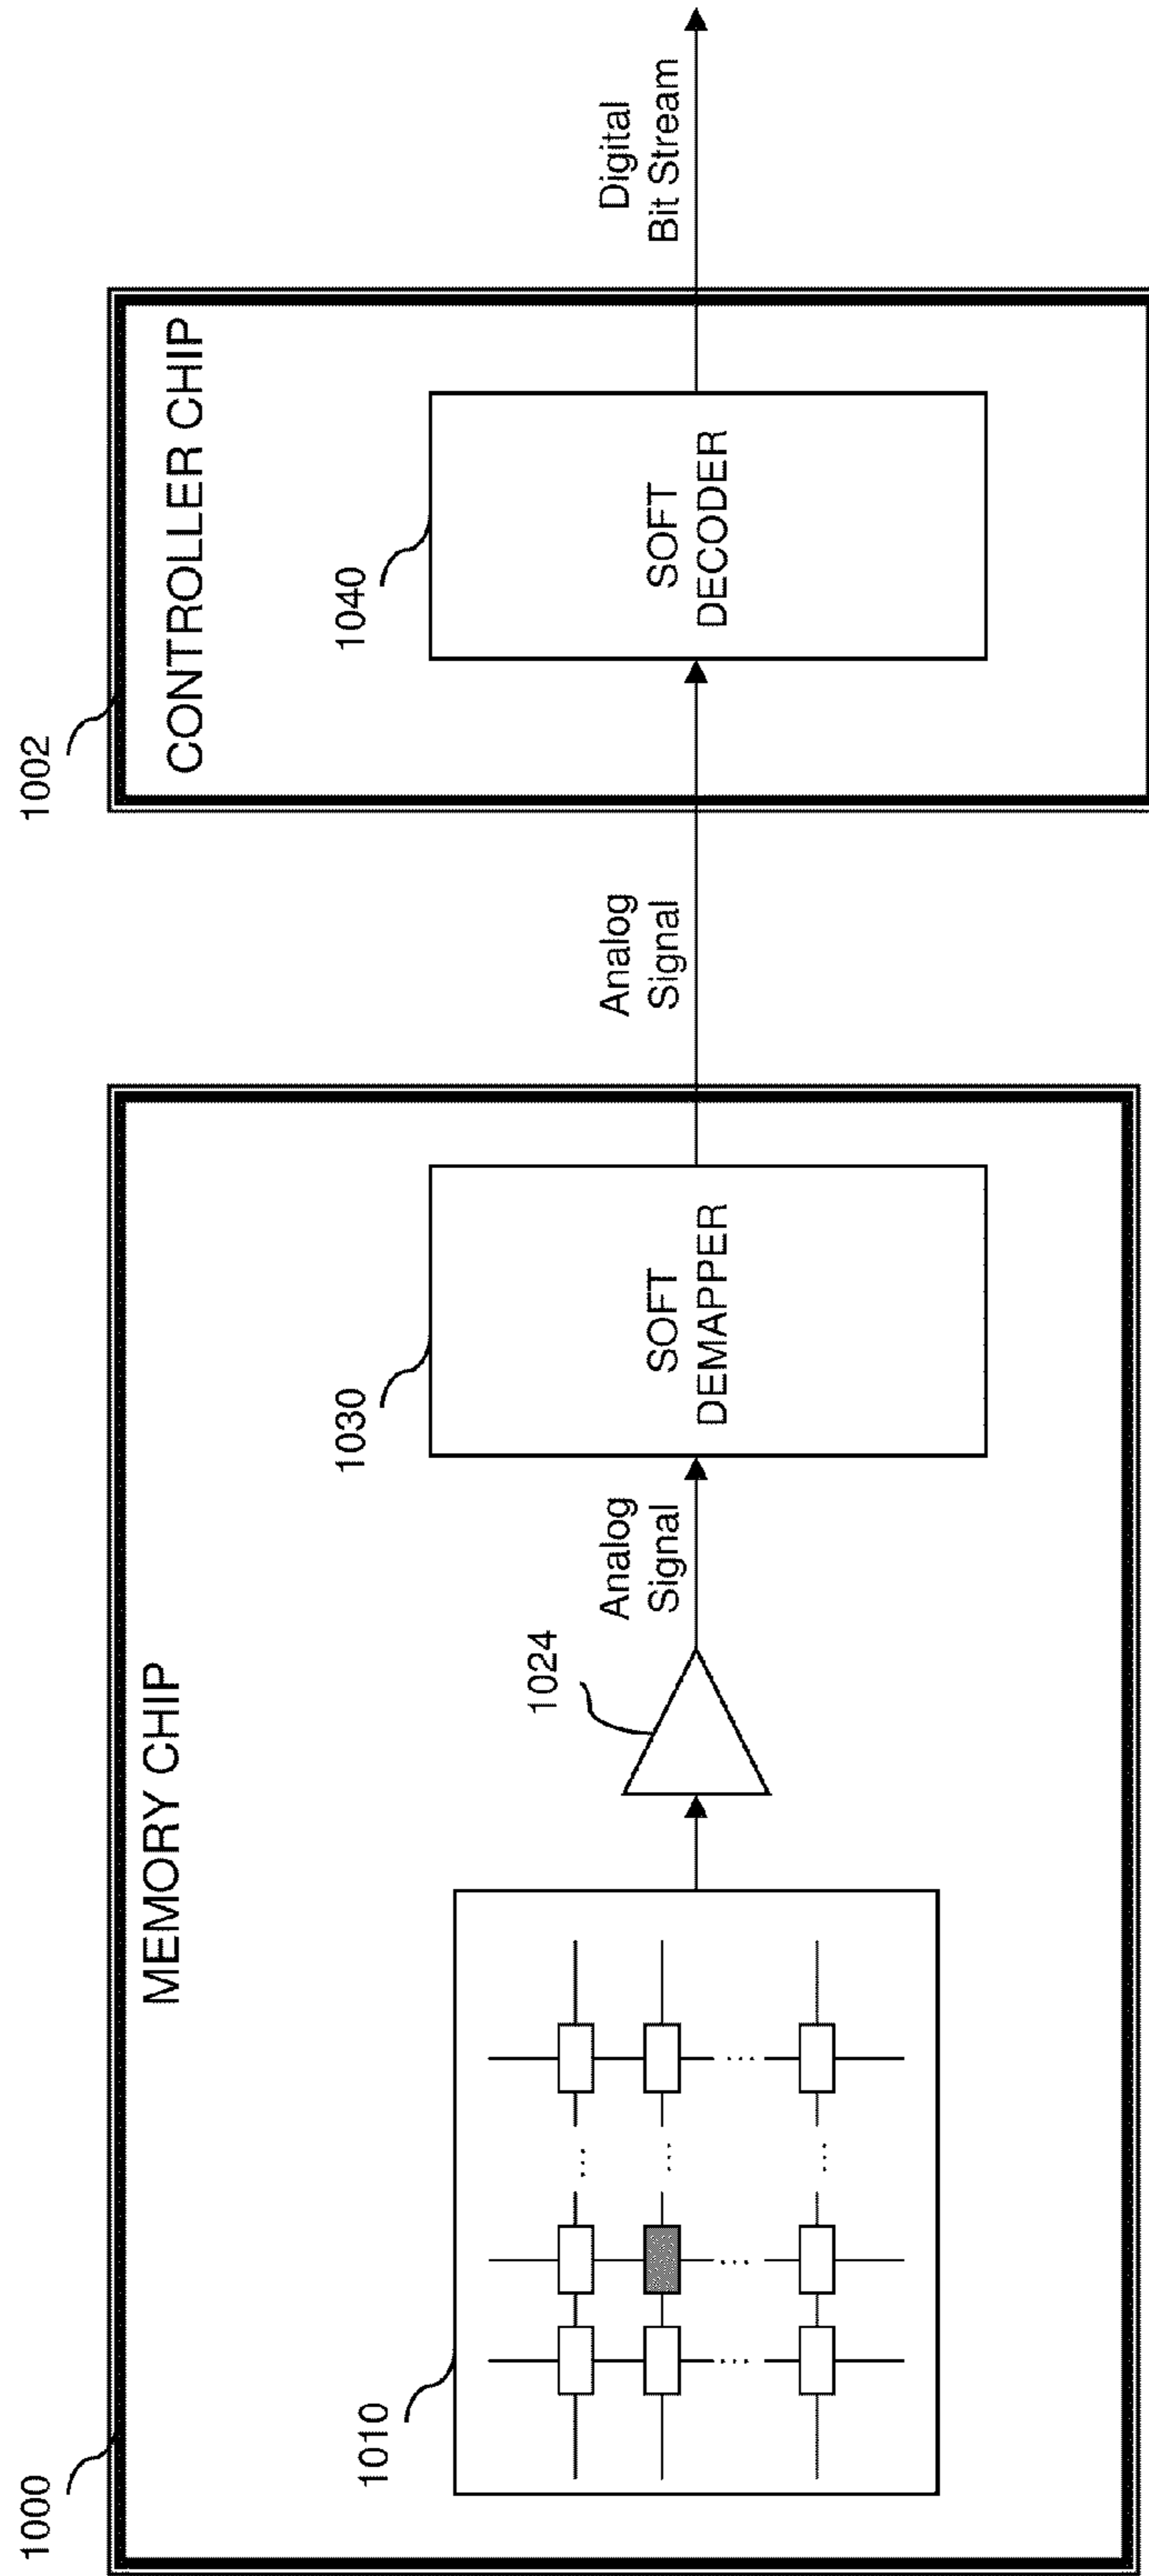 1000
MEMORY CHIP
1010
1024
Analog
Signal
1030
SOFT
DEMAPPER
Analog
Signal
1002
CONTROLLER CHIP
1040
SOFT
DECODER
Digital
Bit Stream